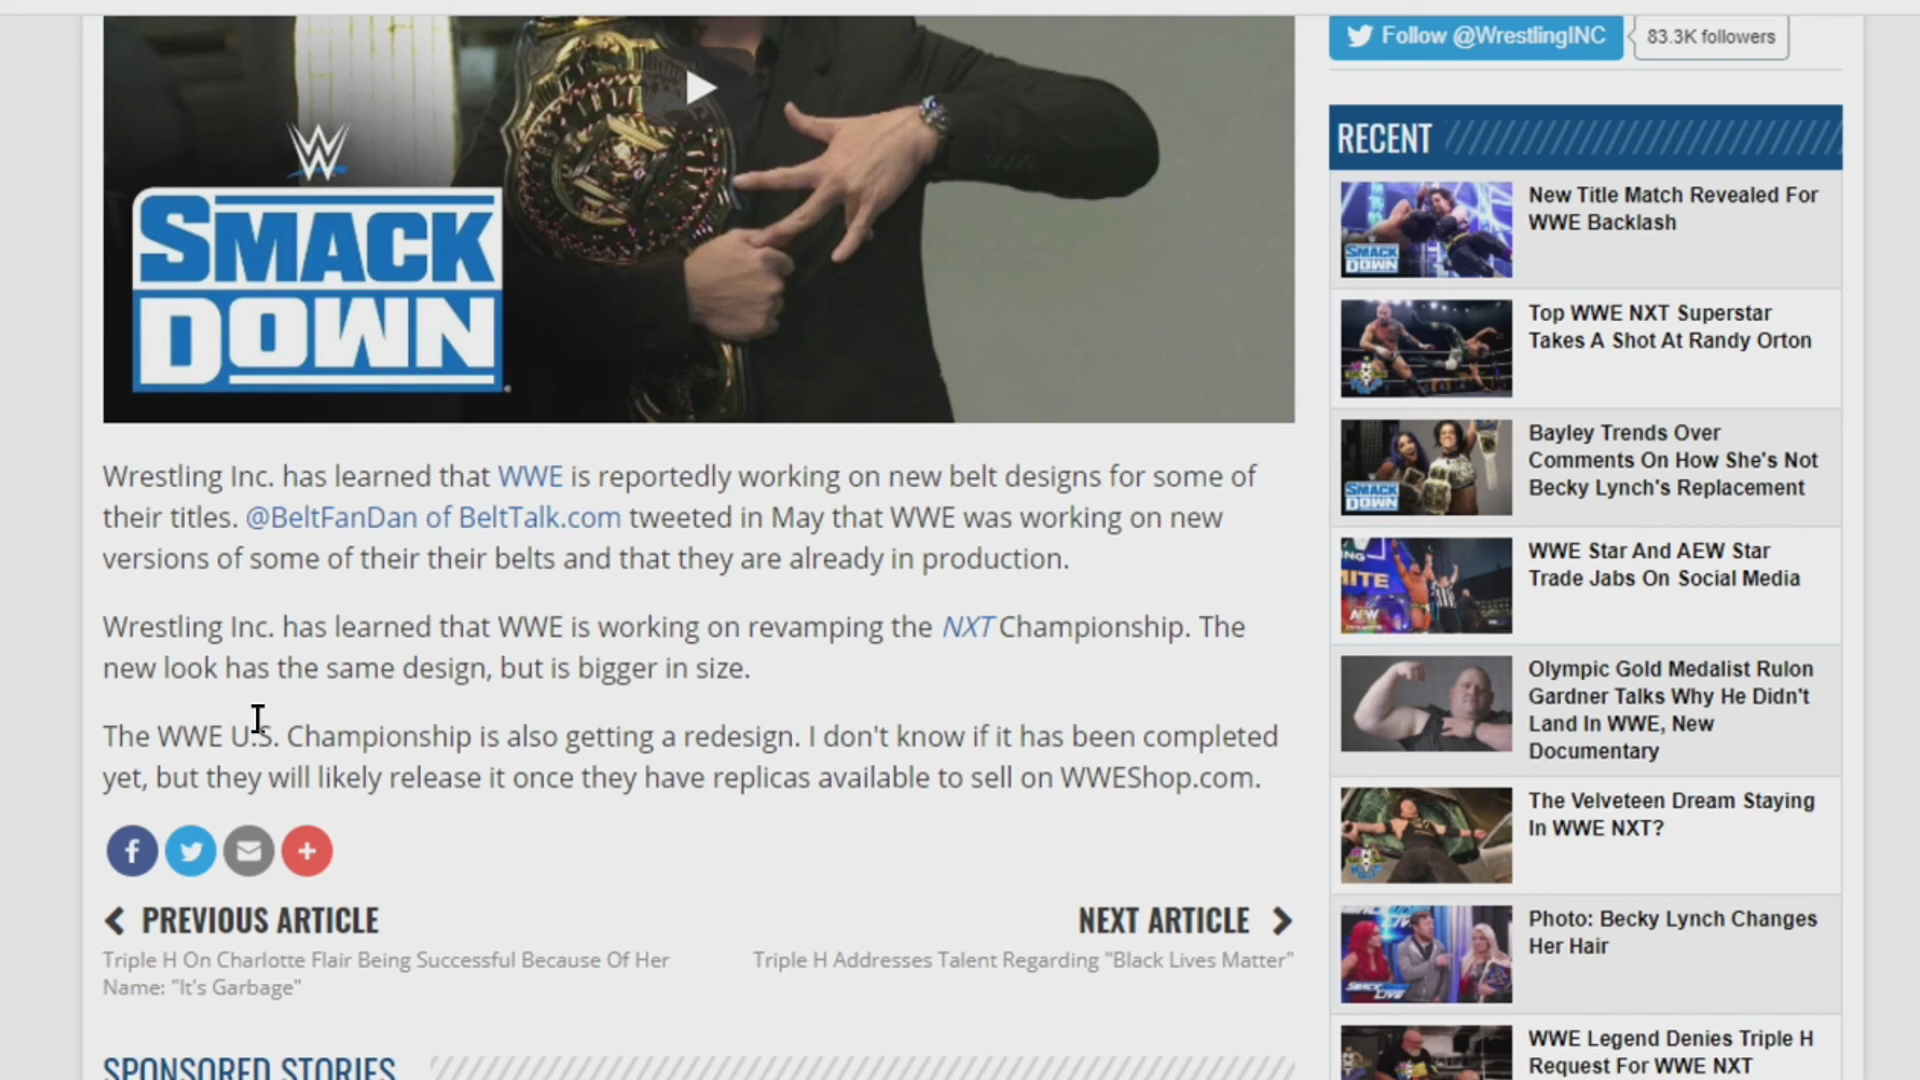 Follow @WrestlingINC
83.3K followers
W
SMACK
DOWN
Wrestling Inc. has learned that WWE is reportedly working on new belt designs for some of
their titles. @BeltFanDan of BeltTalk.com tweeted in May that WWE was working on new
versions of some of their their belts and that they are already in production.
Wrestling Inc. has learned that WWE is working on revamping the NXT Championship. The
new look has the same design, but is bigger in size.
The WWE U.S. Championship is also getting a redesign. I don't know if it has been completed
yet, but they will likely release it once they have replicas available to sell on WWEShop.com.
PREVIOUS ARTICLE
Triple H On Charlotte Flair Being Successful Because Of Her
Name: "It's Garbage"
NEXT ARTICLE
Triple H Addresses Talent Regarding "Black Lives Matter"
SPONSORED STORIES
RECENT
New Title Match Revealed For
WWE Backlash
SMACK
DOWN
Top WWE NXT Superstar
Takes A Shot At Randy Orton
Bayley Trends Over
Comments On How She's Not
Becky Lynch's Replacement
SMACK
DOWN
WWE Star And AEW Star
Trade Jabs On Social Media
AEW
Olympic Gold Medalist Rulon
Gardner Talks Why He Didn't
Land In WWE, New
Documentary
The Velveteen Dream Staying
In WWE NXT?
Photo: Becky Lynch Changes
Her Hair
SMACKDOWN
LIVE
WWE Legend Denies Triple H
Request For WWE NXT